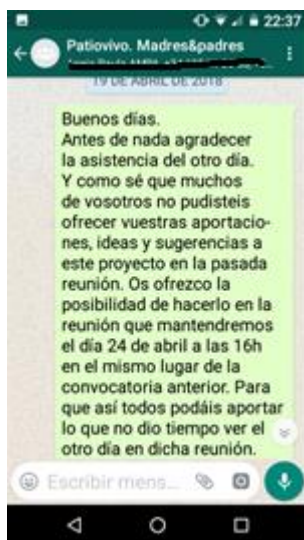 22:37
Patiovivo. Madres&padres
19 DE ABRIL DE 2018
Buenos días.
Antes de nada agradecer
la asistencia del otro día.
Y como sé que muchos
de vosotros no pudisteis
ofrecer vuestras aportacio-
nes, ideas y sugerencias a
este proyecto en la pasada
reunión. Os ofrezco la
posibilidad de hacerlo en la
reunión que mantendremos
el día 24 de abril a las 16h
en el mismo lugar de la
convocatoria anterior. Para
que así todos podáis aportar
lo que no dio tiempo ver el
otro día en dicha reunión.
Escribir mens...